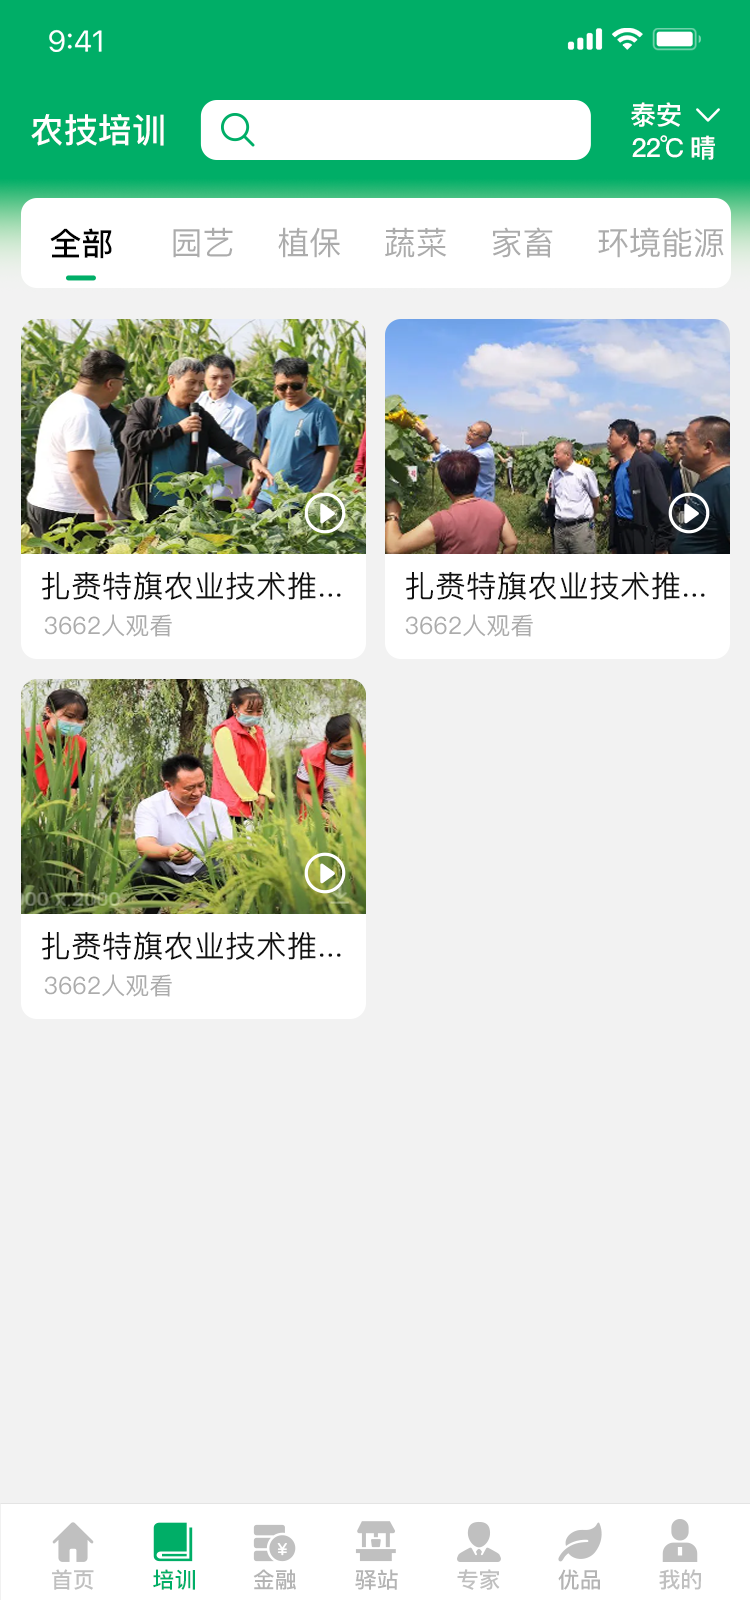 9:41
农技培训
泰安
22℃ 晴
全部 园艺 植保 蔬菜 家畜 环境能源
扎赉特旗农业技术推...
3662人观看
扎赉特旗农业技术推...
3662人观看
00 x 2000
扎赉特旗农业技术推...
3662人观看
首页 培训 金融 驿站 专家 优品 我的